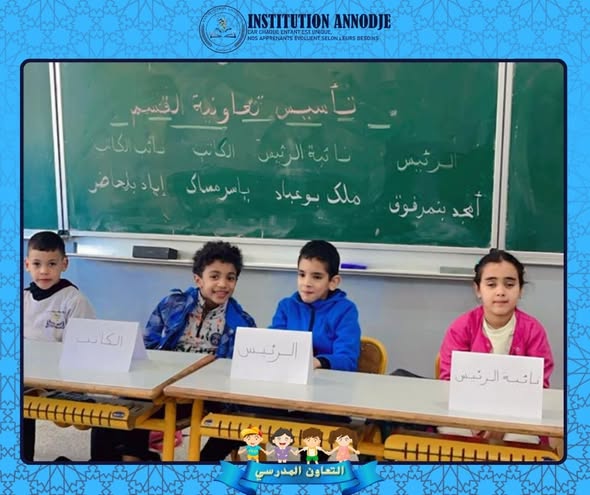 INSTITUTION ANNODJE
CAR CHAQUE ENFANT EST UNIQUE,
NOS APPRENANTS ÉVOLUENT SELON LEURS BESOINS
تأسيس تعاونية القسم
الرئيس نائبة الرئيس الكاتب نائب الكاتب
أمجد بنمرفوق ملك بوعباد ياسر مساك إياد بلحاضر
الكاتب
الرئيس
نائبة الرئيس
التعاون المدرسي